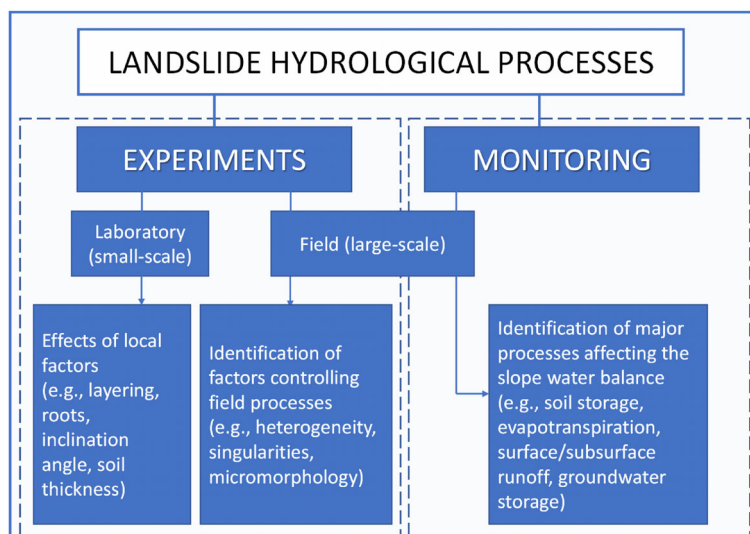 LANDSLIDE HYDROLOGICAL PROCESSES
EXPERIMENTS
MONITORING
Laboratory
(small-scale)
Field (large-scale)
Effects of local
factors
(e.g., layering,
roots,
inclination
angle, soil
thickness)
Identification of
factors controlling
field processes
(e.g., heterogeneity,
singularities,
micromorphology)
Identification of major
processes affecting the
slope water balance
(e.g., soil storage,
evapotranspiration,
surface/subsurface
runoff, groundwater
storage)